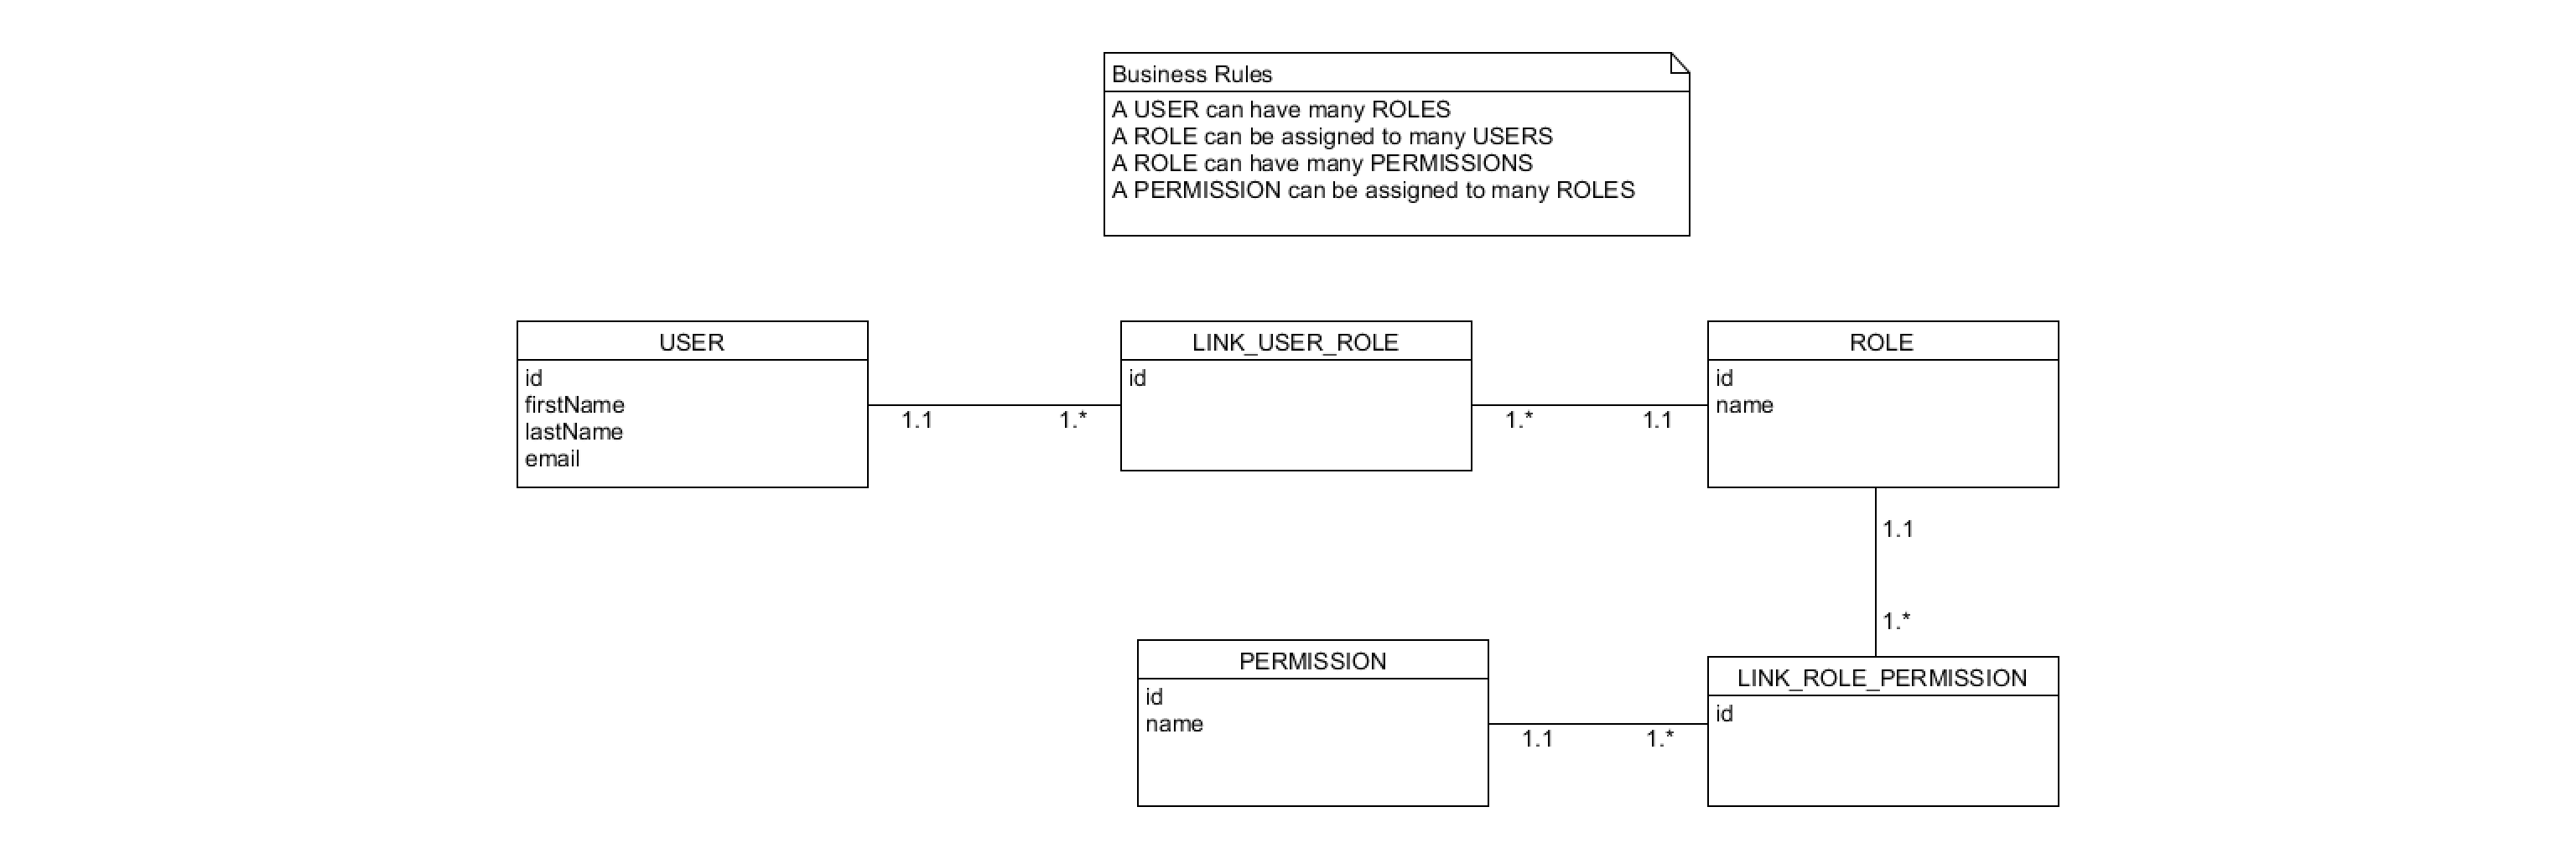 Business Rules
A USER can have many ROLES
A ROLE can be assigned to many USERS
A ROLE can have many PERMISSIONS
A PERMISSION can be assigned to many ROLES
USER
id
firstName
lastName
email
1.1
1.*
LINK_USER_ROLE
id
1.*
1.1
ROLE
id
name
1.1
1.*
PERMISSION
id
name
1.1
1.*
LINK_ROLE_PERMISSION
id